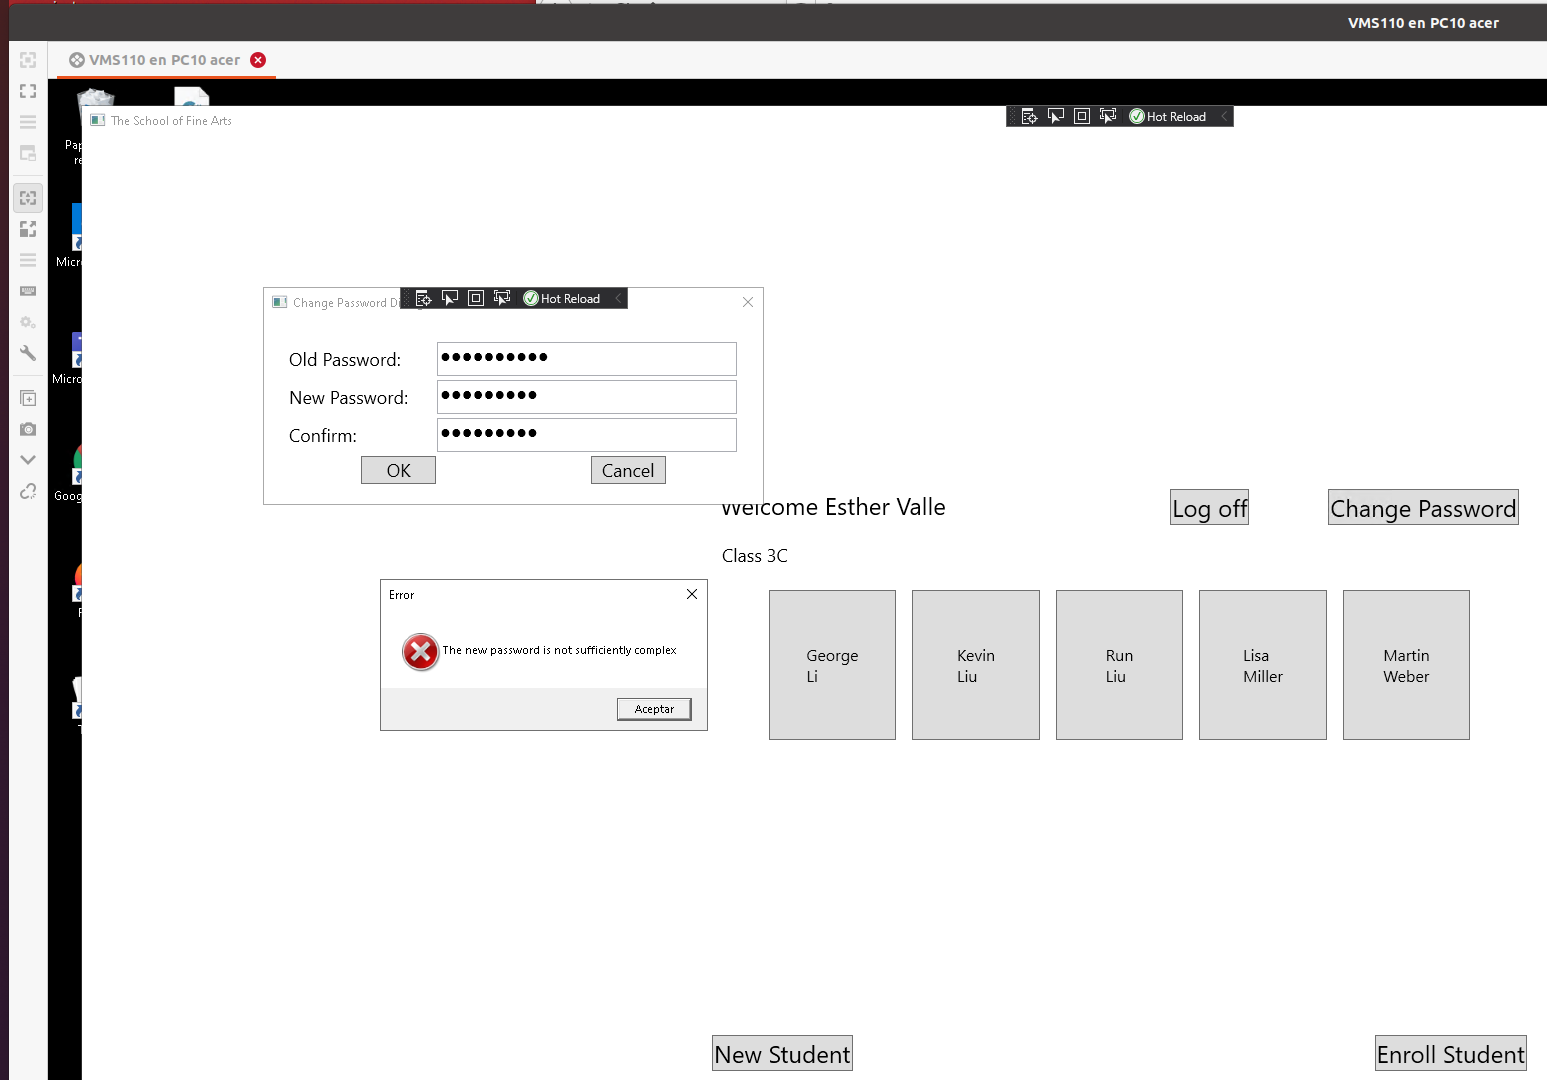 VMS110 en PC10 acer
VMS110 en PC10 acer
The School of Fine Arts
Hot Reload
Change Password Di
Hot Reload
Old Password: ●●●●●●●●●●
New Password: ●●●●●●●●●
Confirm: ●●●●●●●●●
OK Cancel
Welcome Esther Valle
Log off
Change Password
Class 3C
Error
The new password is not sufficiently complex
Aceptar
George
Li
Kevin
Liu
Run
Liu
Lisa
Miller
Martin
Weber
New Student
Enroll Student
Pap
re
Micro
Micro
Goog